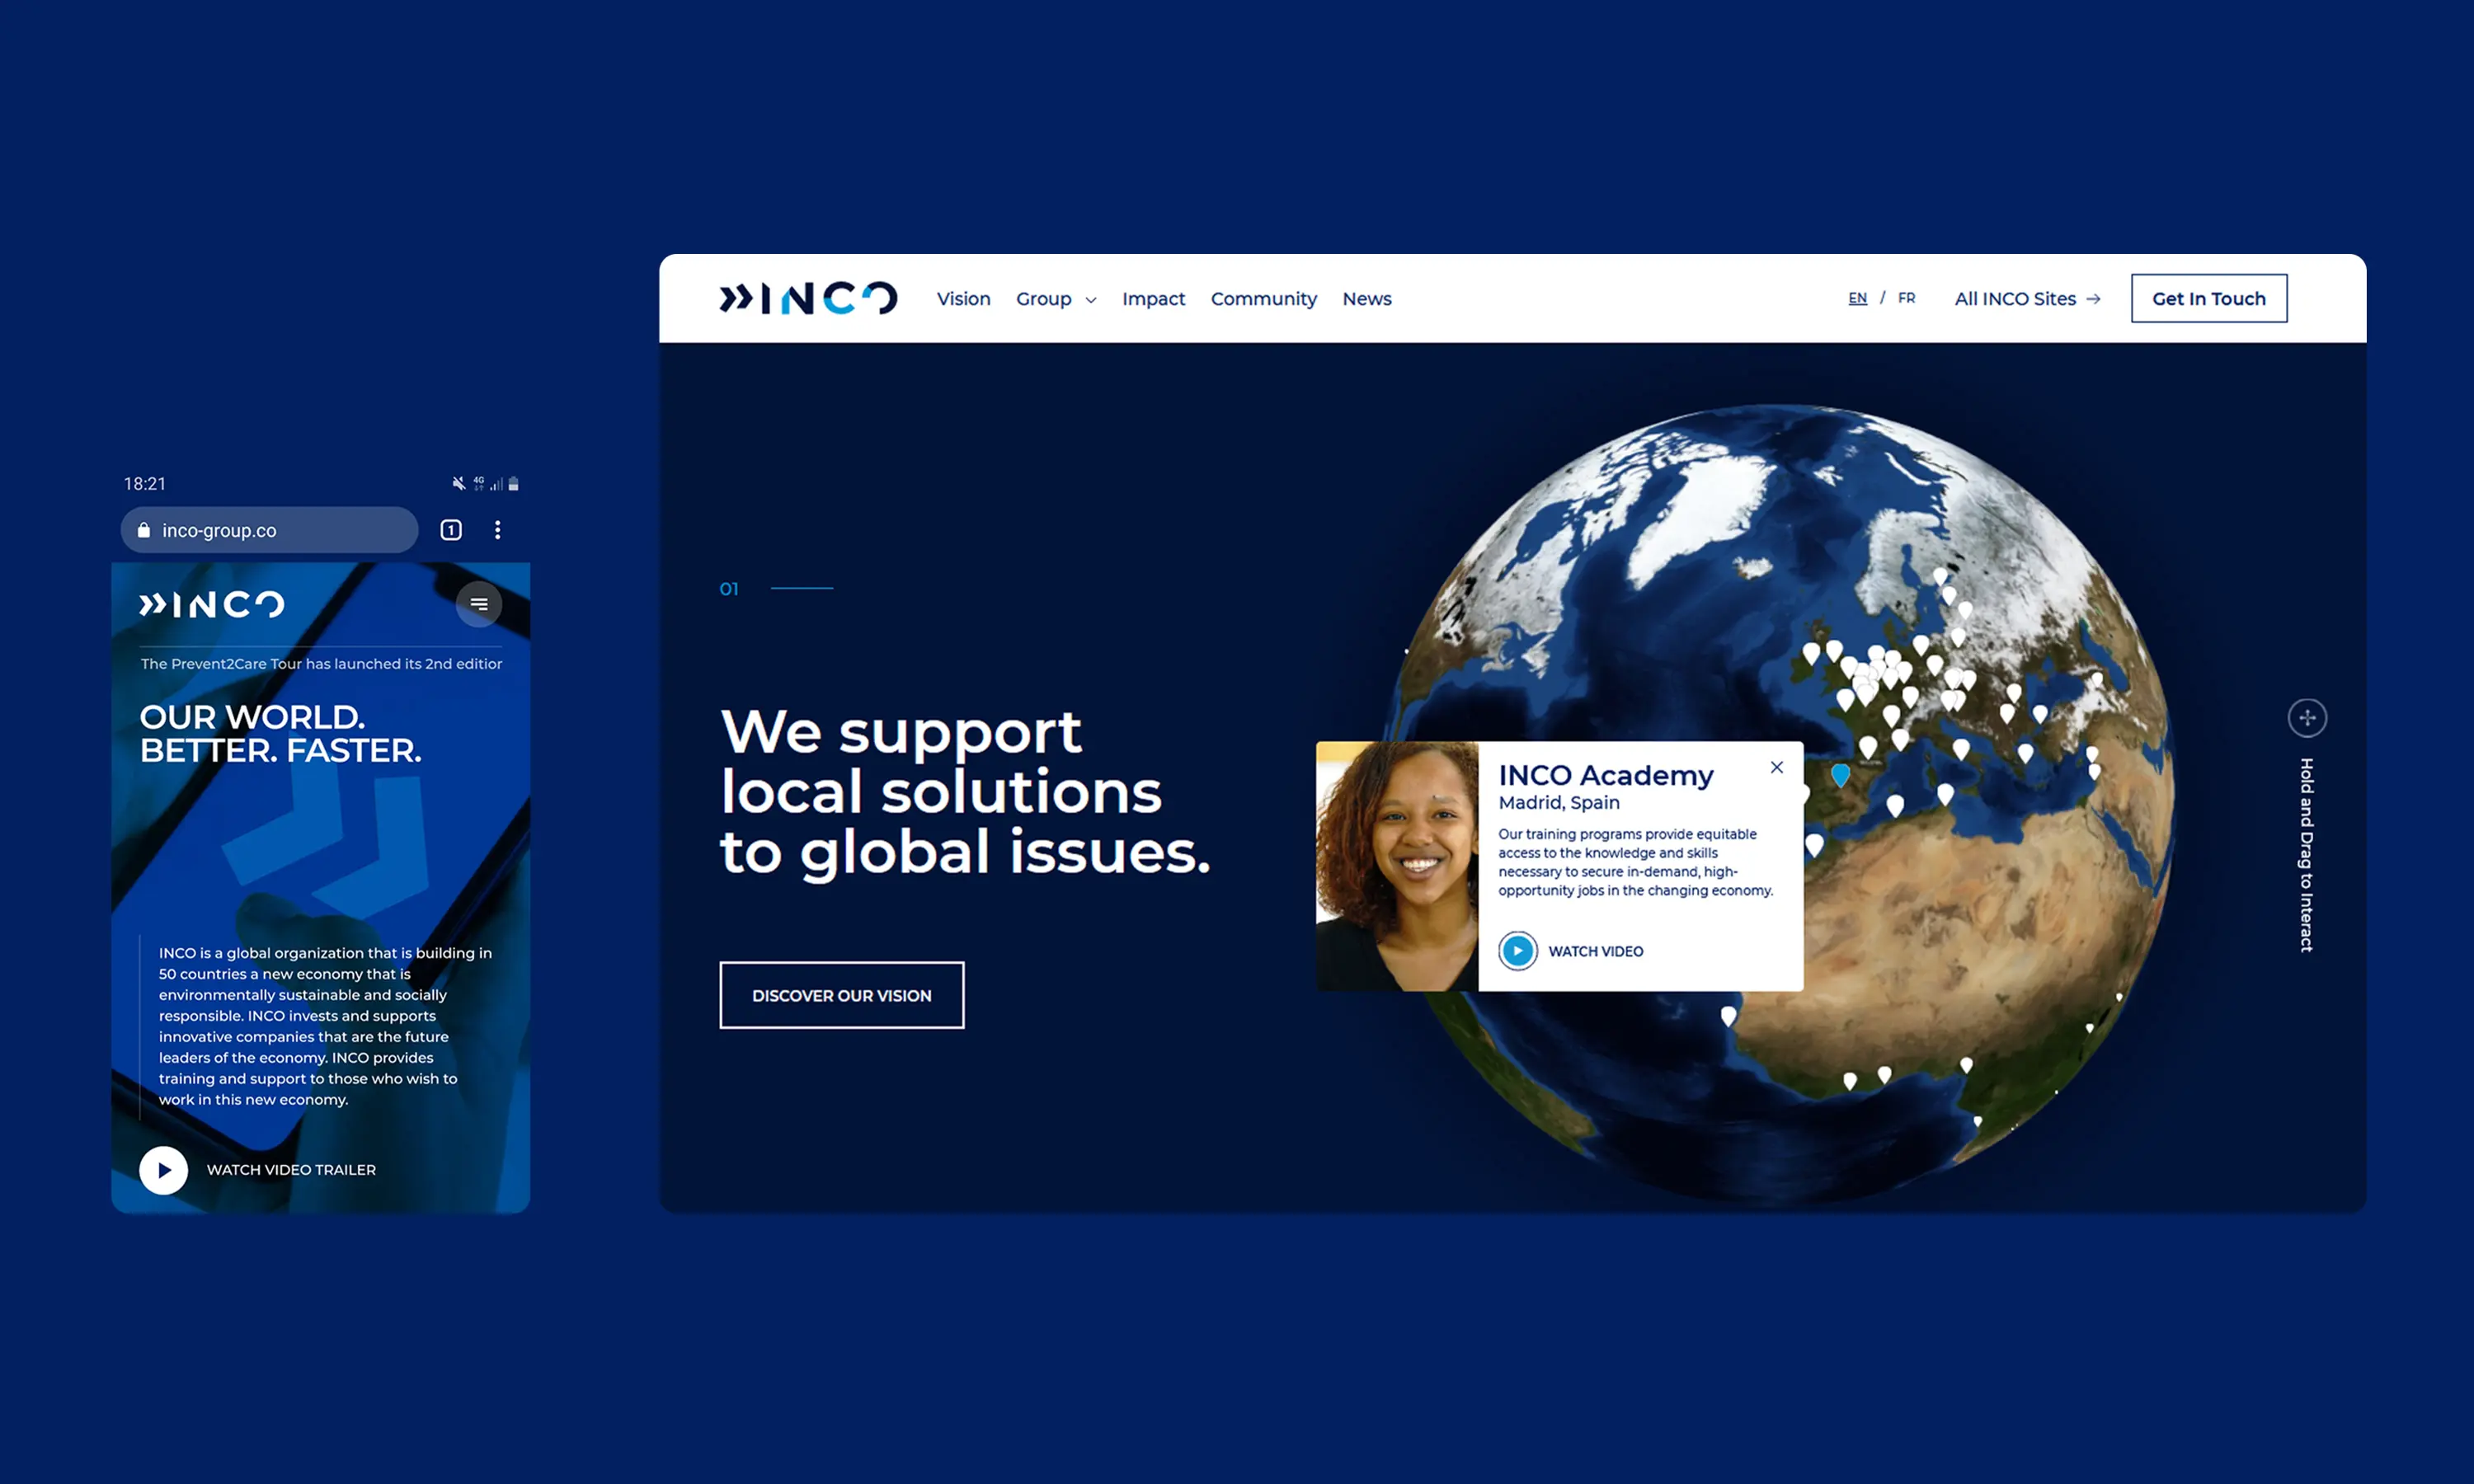 18:21
4G
inco-group.co
1
INCO
The Prevent2Care Tour has launched its 2nd edition
OUR WORLD.
BETTER. FASTER.
INCO is a global organization that is building in
50 countries a new economy that is
environmentally sustainable and socially
responsible. INCO invests and supports
innovative companies that are the future
leaders of the economy. INCO provides
training and support to those who wish to
work in this new economy.
WATCH VIDEO TRAILER
INCO
Vision
Group
Impact
Community
News
EN / FR
All INCO Sites →
Get In Touch
01
We support
local solutions
to global issues.
DISCOVER OUR VISION
INCO Academy
Madrid, Spain
Our training programs provide equitable
access to the knowledge and skills
necessary to secure in-demand, high-
opportunity jobs in the changing economy.
WATCH VIDEO
Hold and Drag to Interact